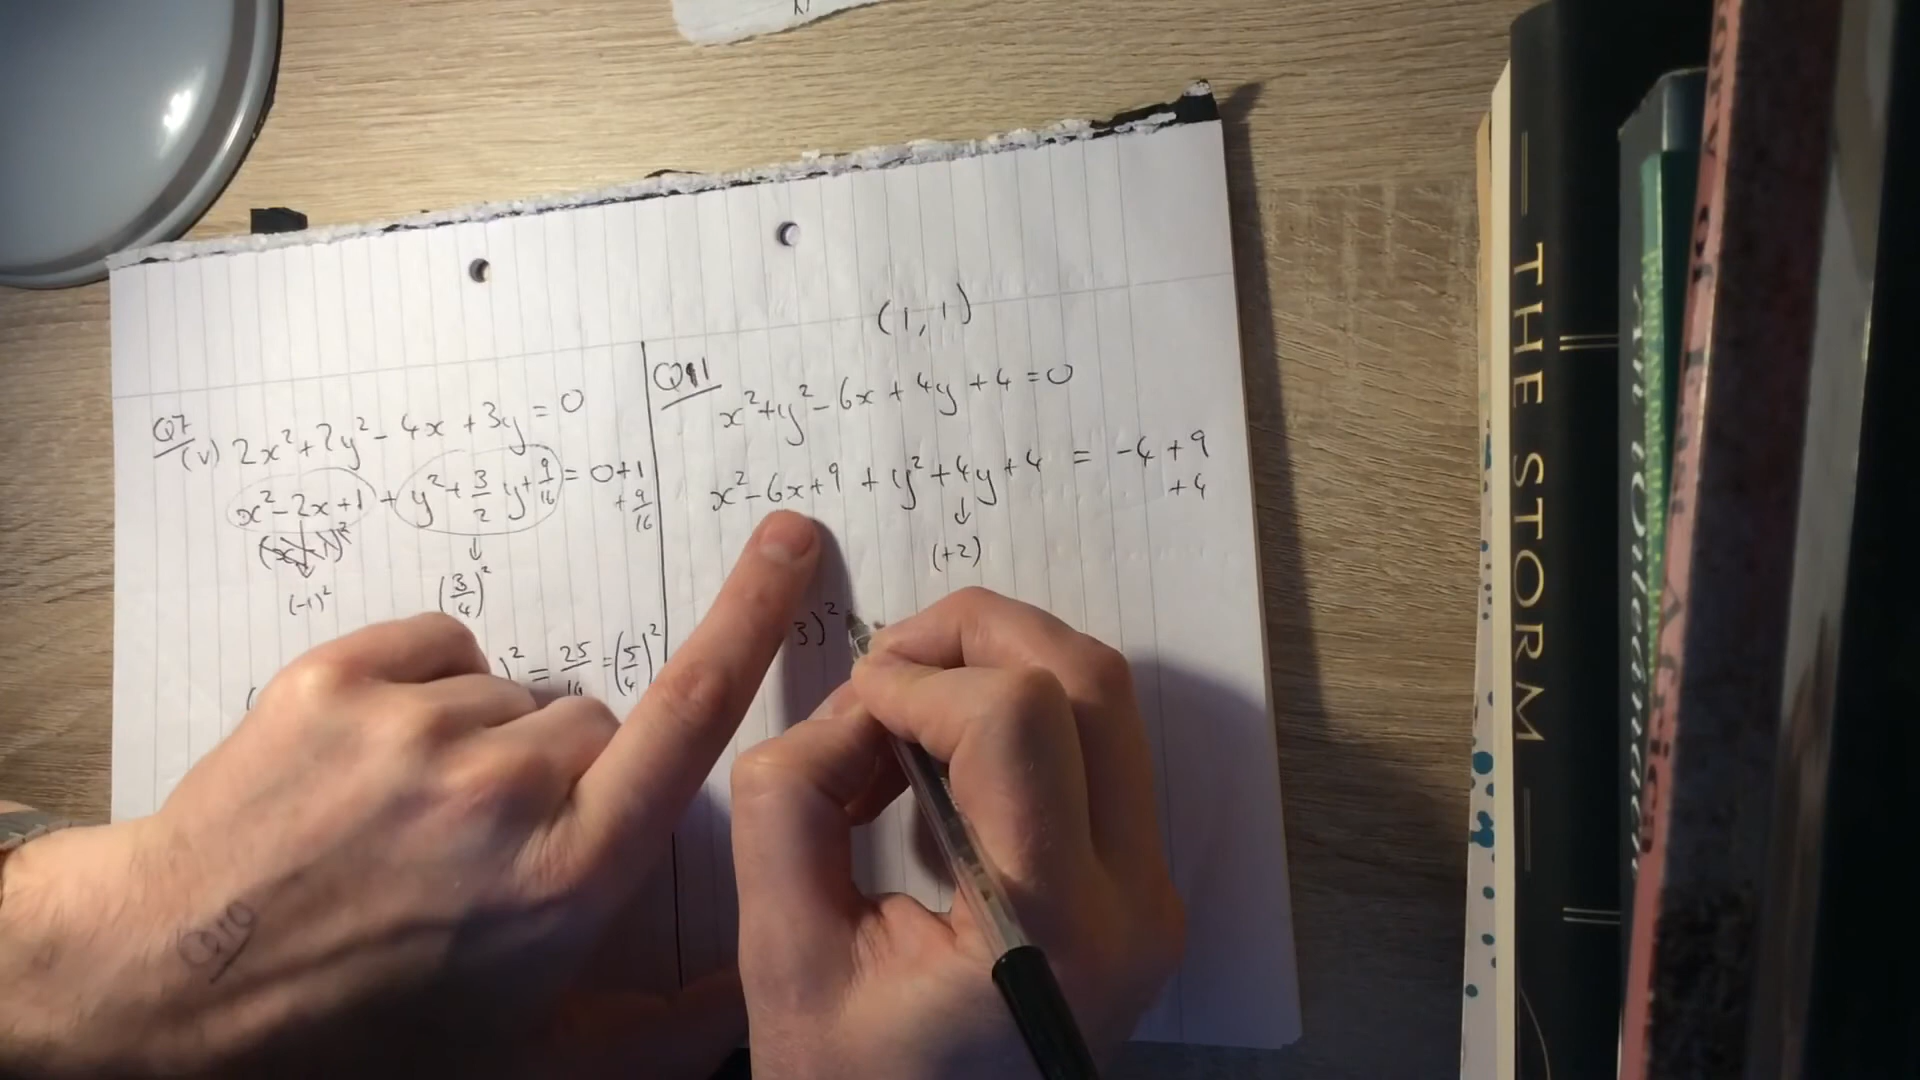 (1,1)
Q7
(v) 2x²+2y²-4x+3y=0
x²-2x+1 + y²+3/2y+9/16=0+1
+9/16
(-1)²
(3/4)²
)²=25/16=(5/4)²
Q11
x²+y²-6x+4y+4=0
x²-6x+9+y²+4y+4 = -4+9
+4
↓
(+2)
3)²
Q10
THE STORM